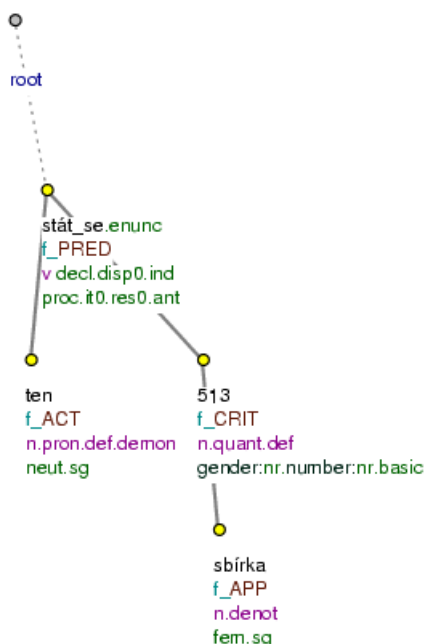 root
stát_se.enunc
f_PRED
v decl.disp0.ind
proc.it0.res0.ant
ten
f_ACT
n.pron.def.demon
neut.sg
513
f_CRIT
n.quant.def
gender:nr.number:nr.basic
sbírka
f_APP
n.denot
fem.sg